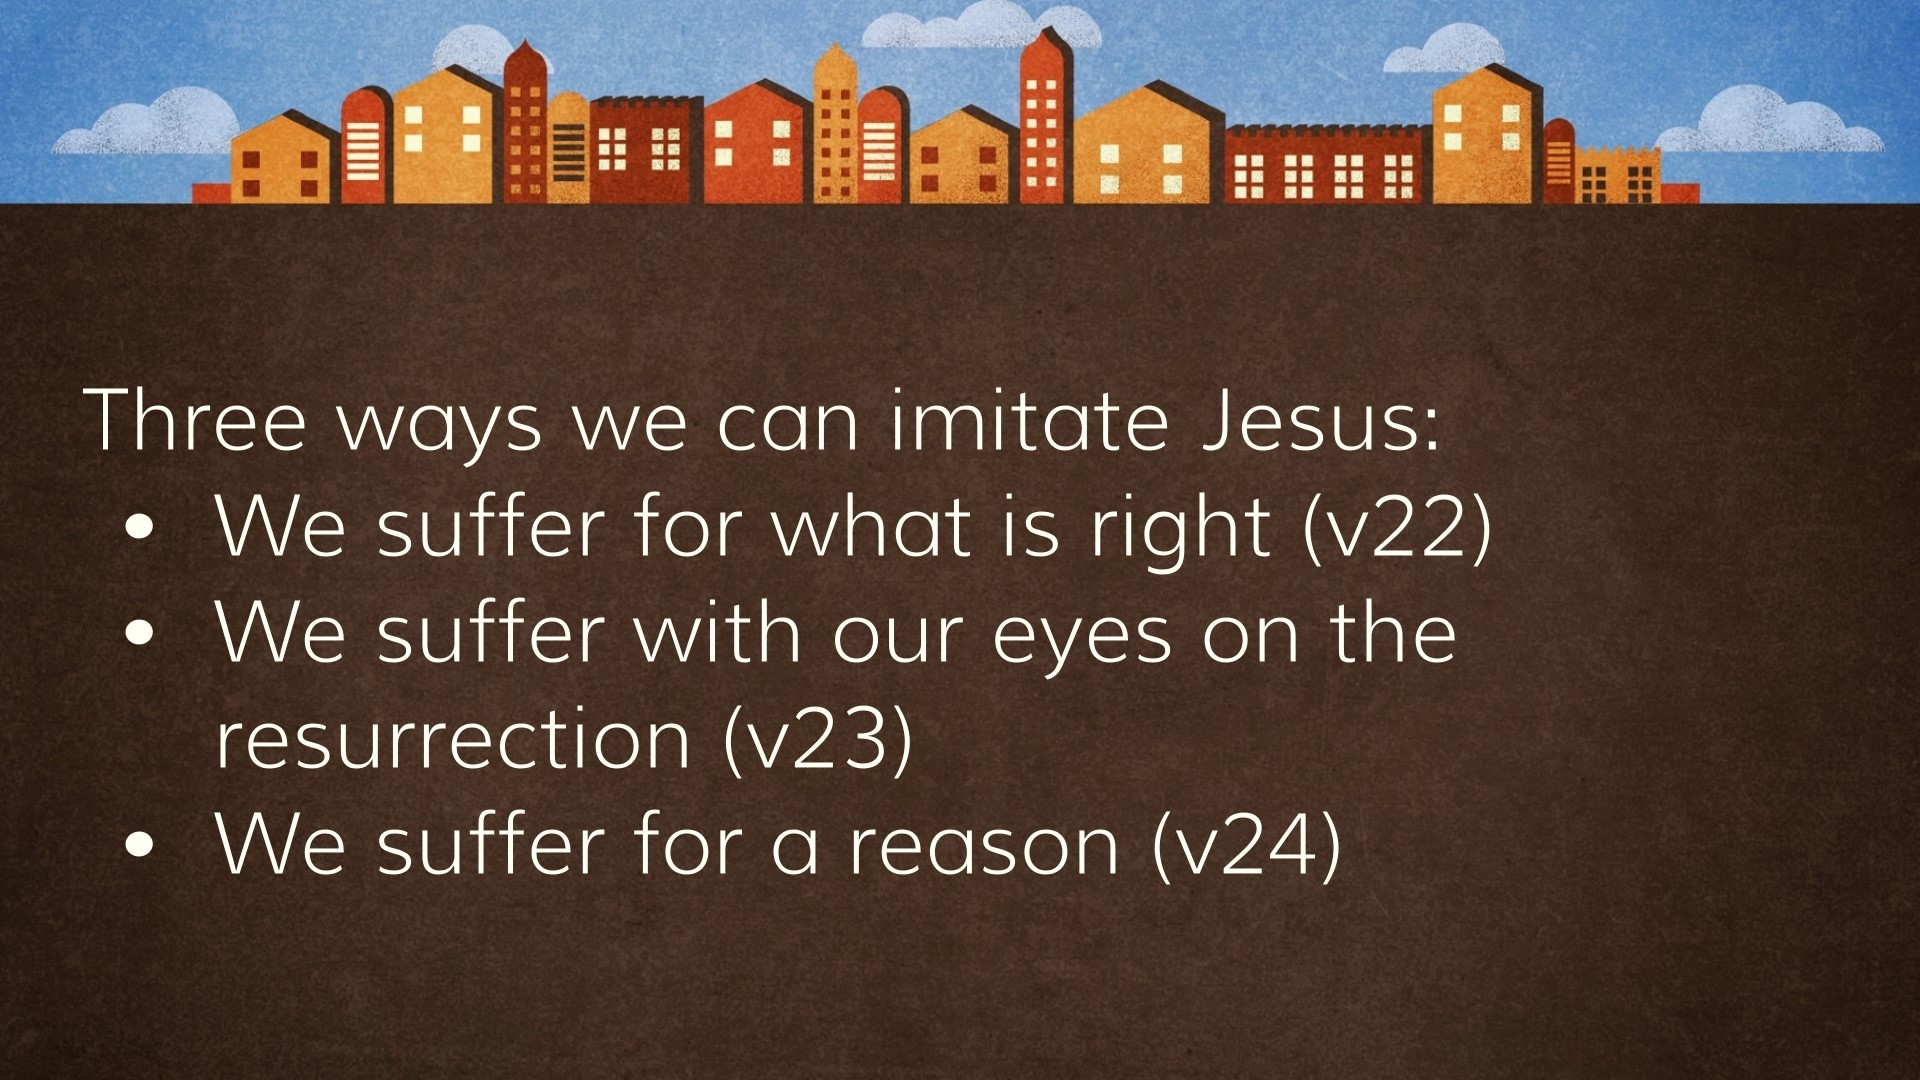 Three ways we can imitate Jesus:
• We suffer for what is right (v22)
• We suffer with our eyes on the
resurrection (v23)
• We suffer for a reason (v24)